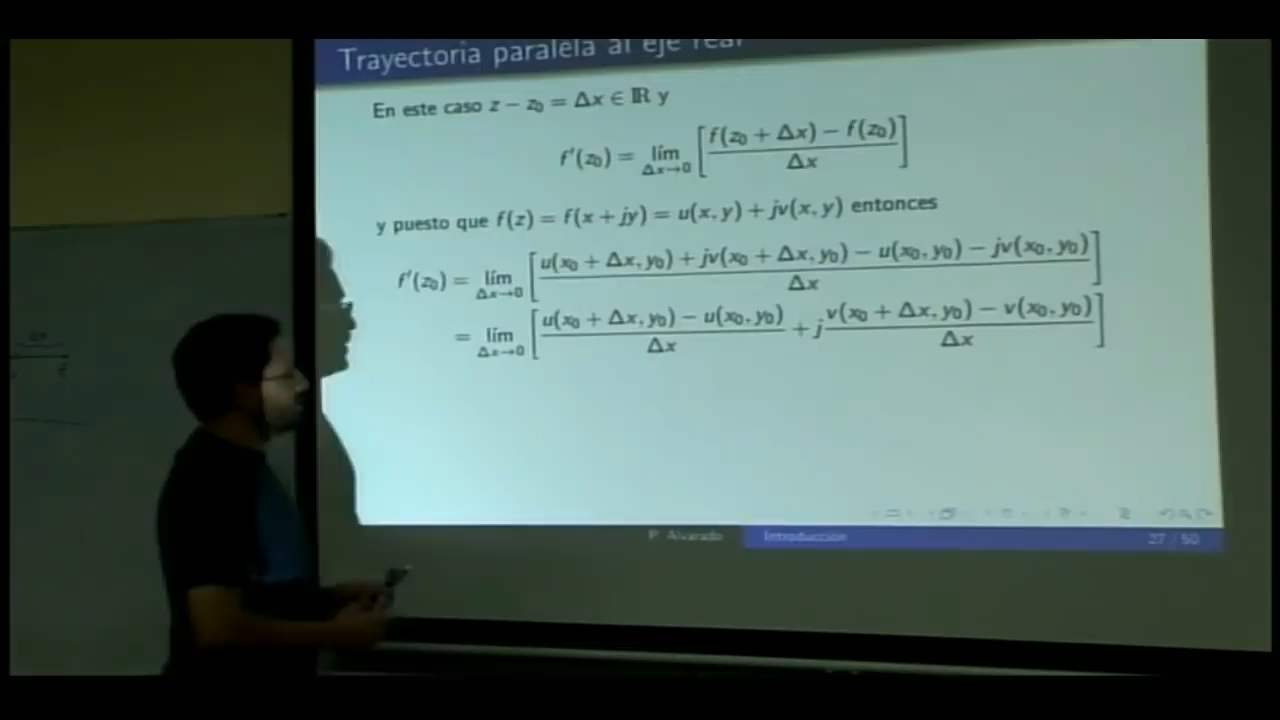 Trayectoria paralela al eje real
En este caso z − z₀ = Δx ∈ ℝ y
f′(z₀) = lím_{Δx→0} [ (f(z₀ + Δx) − f(z₀)) / Δx ]
y puesto que f(z) = f(x + jy) = u(x, y) + jv(x, y) entonces
f′(z₀) = lím_{Δx→0} [ (u(x₀ + Δx, y₀) + jv(x₀ + Δx, y₀) − u(x₀, y₀) − jv(x₀, y₀)) / Δx ]
= lím_{Δx→0} [ (u(x₀ + Δx, y₀) − u(x₀, y₀)) / Δx + j (v(x₀ + Δx, y₀) − v(x₀, y₀)) / Δx ]
P. Alvarado Introducción 27 / 50